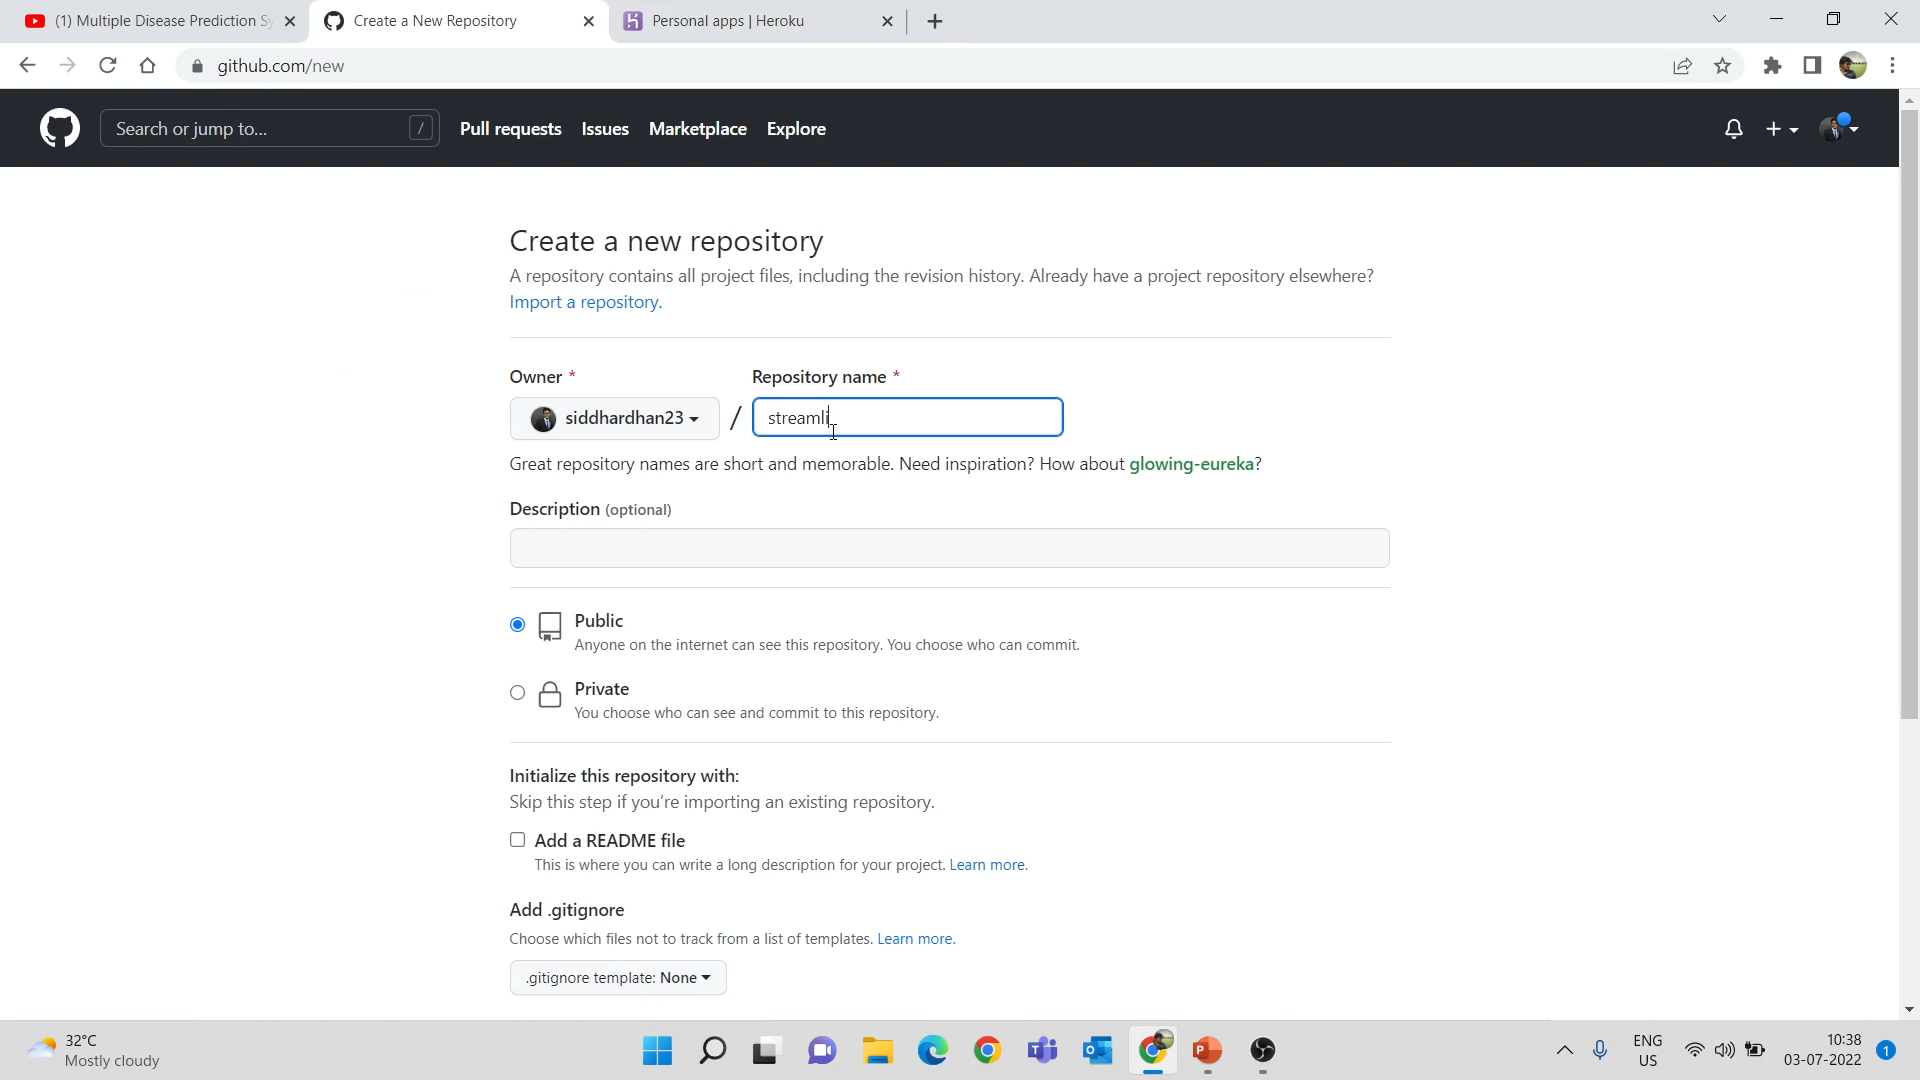 (1) Multiple Disease Prediction Sy
Create a New Repository
Personal apps | Heroku
github.com/new
Search or jump to...
/
Pull requests
Issues
Marketplace
Explore
Create a new repository
A repository contains all project files, including the revision history. Already have a project repository elsewhere?
Import a repository.
Owner *
Repository name *
siddhardhan23
/
streamli
Great repository names are short and memorable. Need inspiration? How about glowing-eureka?
Description (optional)
Public
Anyone on the internet can see this repository. You choose who can commit.
Private
You choose who can see and commit to this repository.
Initialize this repository with:
Skip this step if you're importing an existing repository.
Add a README file
This is where you can write a long description for your project. Learn more.
Add .gitignore
Choose which files not to track from a list of templates. Learn more.
.gitignore template: None
32°C
Mostly cloudy
ENG
US
10:38
03-07-2022
1